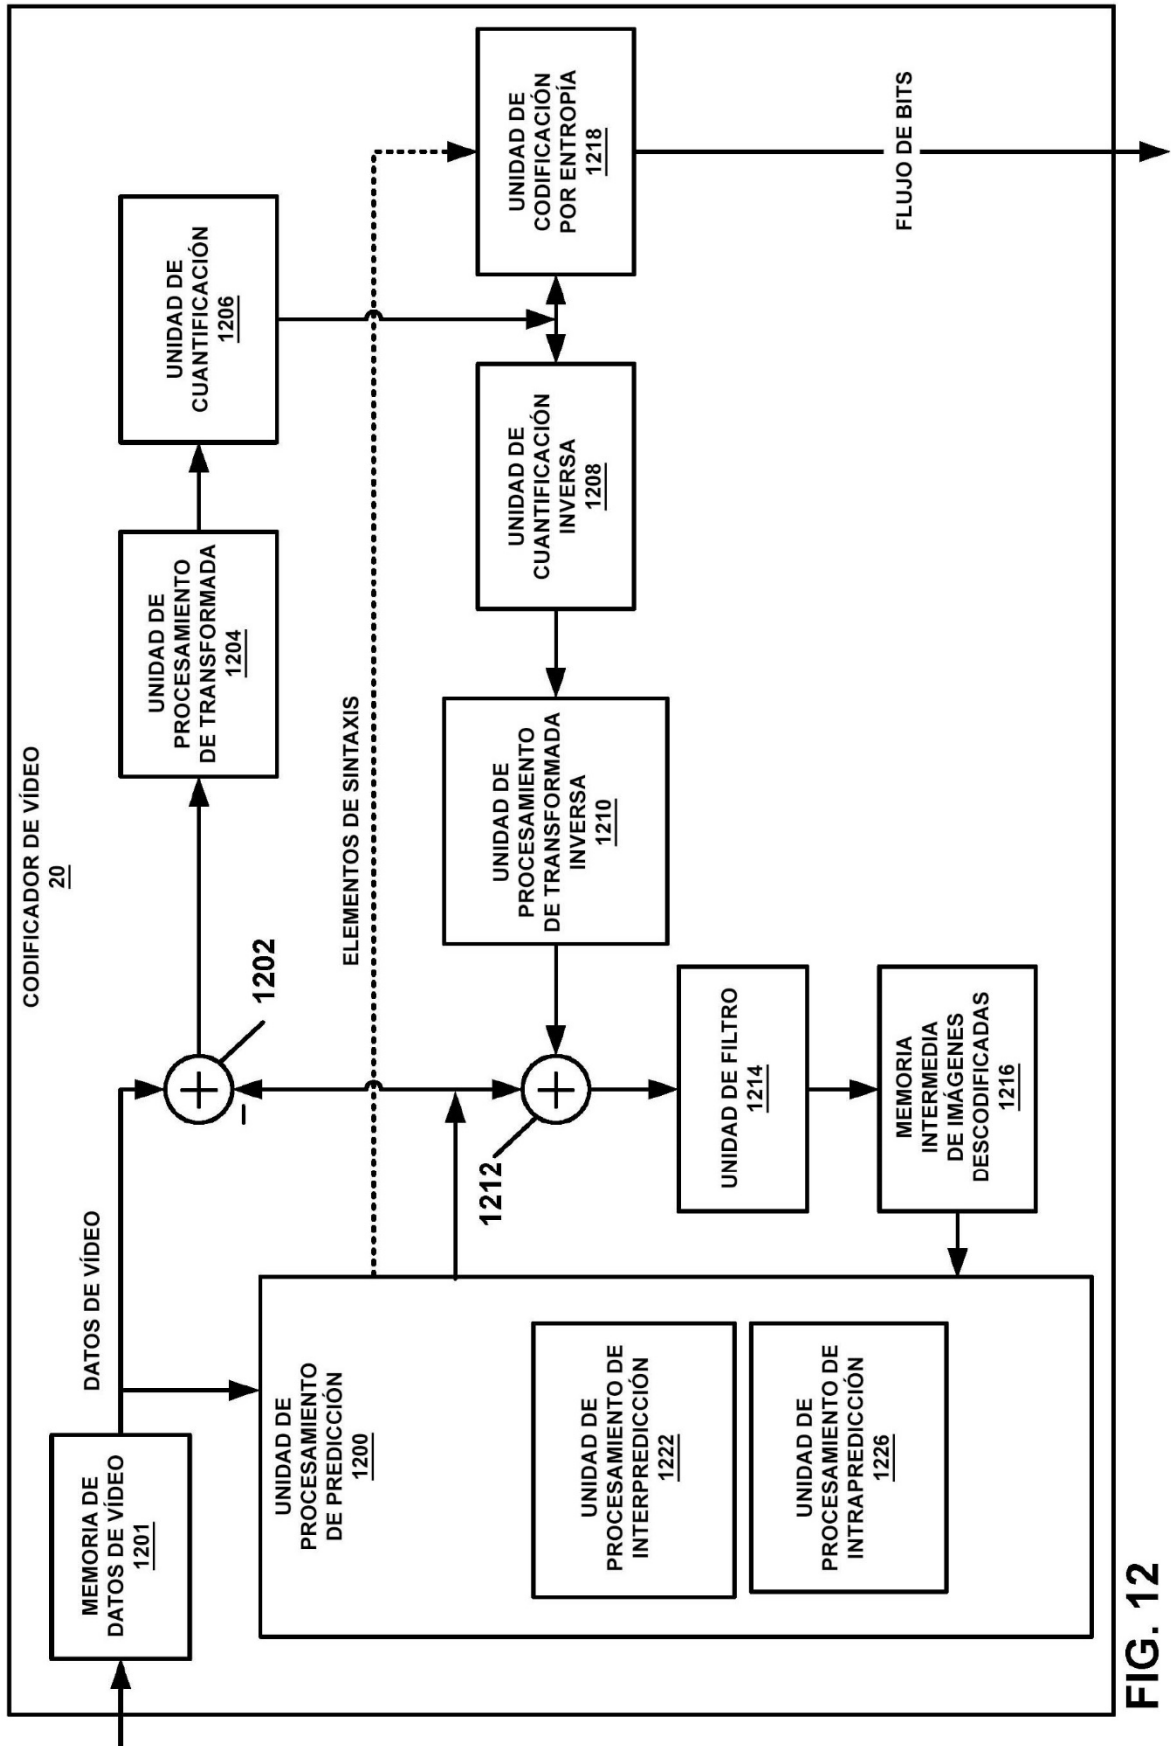 CODIFICADOR DE VÍDEO
20
MEMORIA DE
DATOS DE VÍDEO
1201
DATOS DE VÍDEO
1202
UNIDAD DE
PROCESAMIENTO
DE TRANSFORMADA
1204
UNIDAD DE
CUANTIFICACIÓN
1206
UNIDAD DE
PROCESAMIENTO
DE PREDICCIÓN
1200
ELEMENTOS DE SINTAXIS
1212
UNIDAD DE
PROCESAMIENTO
DE TRANSFORMADA
INVERSA
1210
UNIDAD DE
CUANTIFICACIÓN
INVERSA
1208
UNIDAD DE
CODIFICACIÓN
POR ENTROPÍA
1218
UNIDAD DE
PROCESAMIENTO DE
INTERPREDICCIÓN
1222
UNIDAD DE FILTRO
1214
UNIDAD DE
PROCESAMIENTO DE
INTRAPREDICCIÓN
1226
MEMORIA
INTERMEDIA
DE IMÁGENES
DESCODIFICADAS
1216
FLUJO DE BITS
FIG. 12